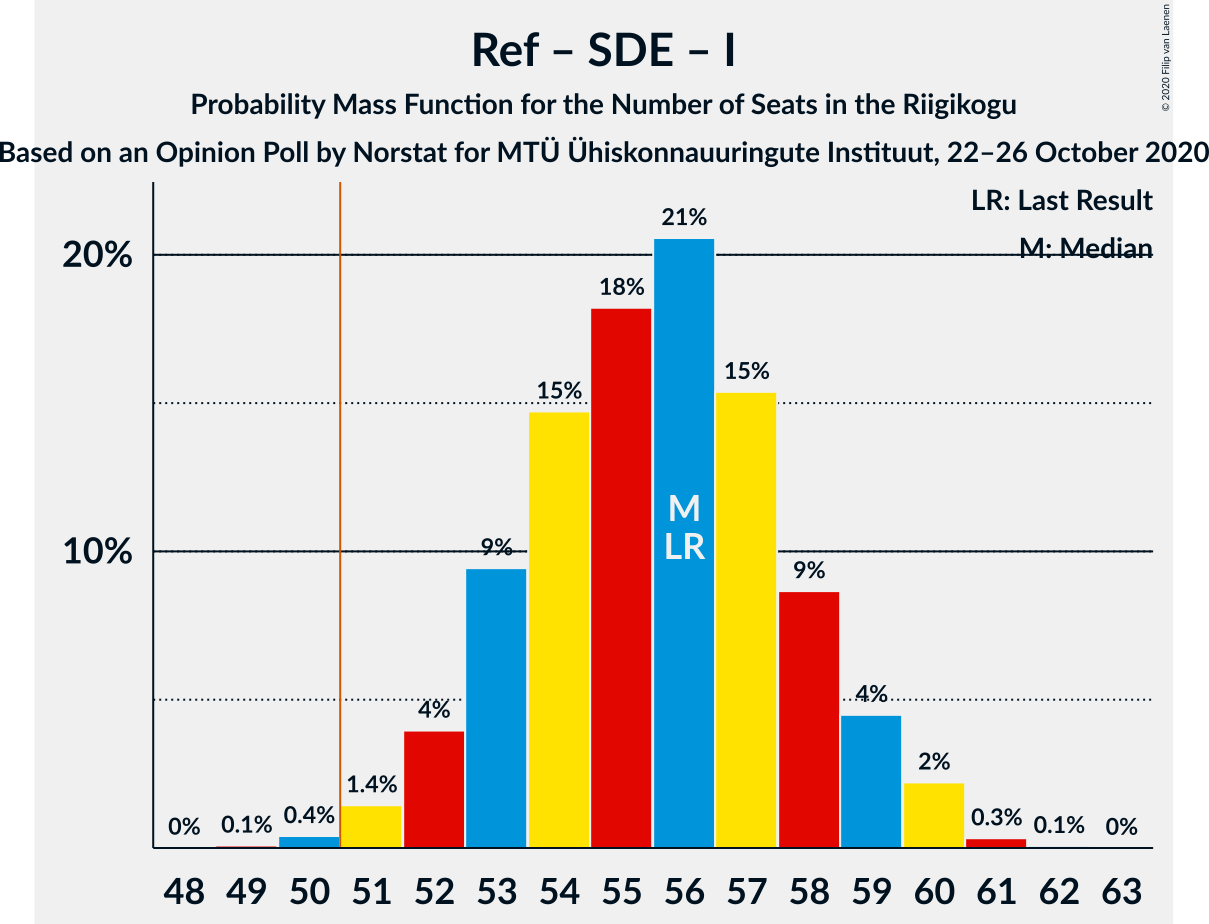 Ref – SDE – I
Probability Mass Function for the Number of Seats in the Riigikogu
Based on an Opinion Poll by Norstat for MTÜ Ühiskonnauuringute Instituut, 22–26 October 2020
© 2020 Filip van Laenen
LR: Last Result
M: Median
20%
10%
0%
0.1%
0.4%
1.4%
4%
9%
15%
18%
21%
15%
9%
4%
2%
0.3%
0.1%
0%
M
LR
48 49 50 51 52 53 54 55 56 57 58 59 60 61 62 63